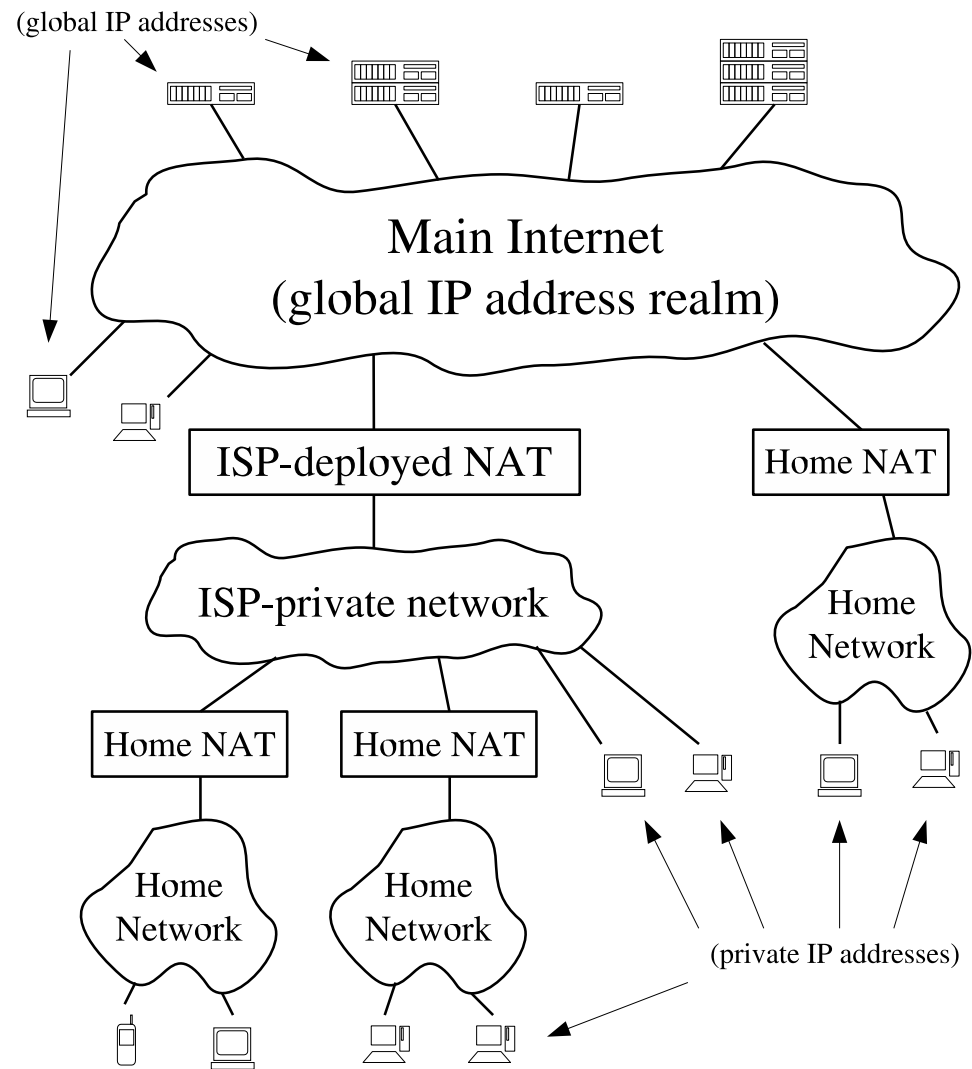 (global IP addresses)
Main Internet
(global IP address realm)
ISP-deployed NAT
Home NAT
ISP-private network
Home
Network
Home NAT
Home NAT
Home
Network
Home
Network
(private IP addresses)